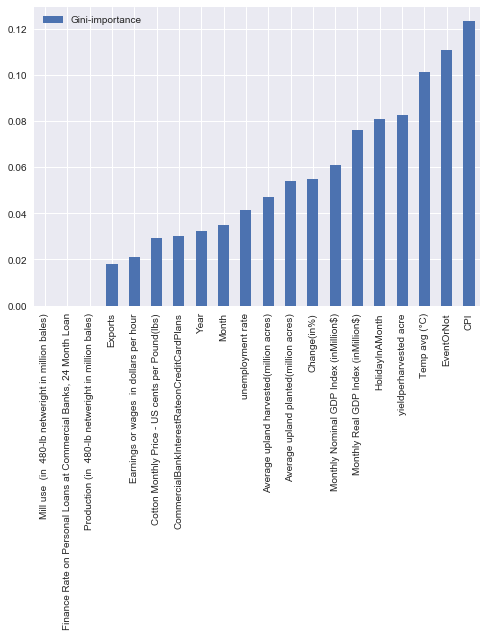 Gini-importance
0.12
0.10
0.08
0.06
0.04
0.02
0.00
Mill use  (in  480-lb netweright in million bales)
Finance Rate on Personal Loans at Commercial Banks, 24 Month Loan
Production (in  480-lb netweright in million bales)
Exports
Earnings or wages  in dollars per hour
Cotton Monthly Price - US cents per Pound(lbs)
CommercialBankInterestRateonCreditCardPlans
Year
Month
unemployment rate
Average upland harvested(million acres)
Average upland planted(million acres)
Change(in%)
Monthly Nominal GDP Index (inMillion$)
Monthly Real GDP Index (inMillion$)
HolidayInAMonth
yieldperharvested acre
Temp avg (°C)
EventOrNot
CPI